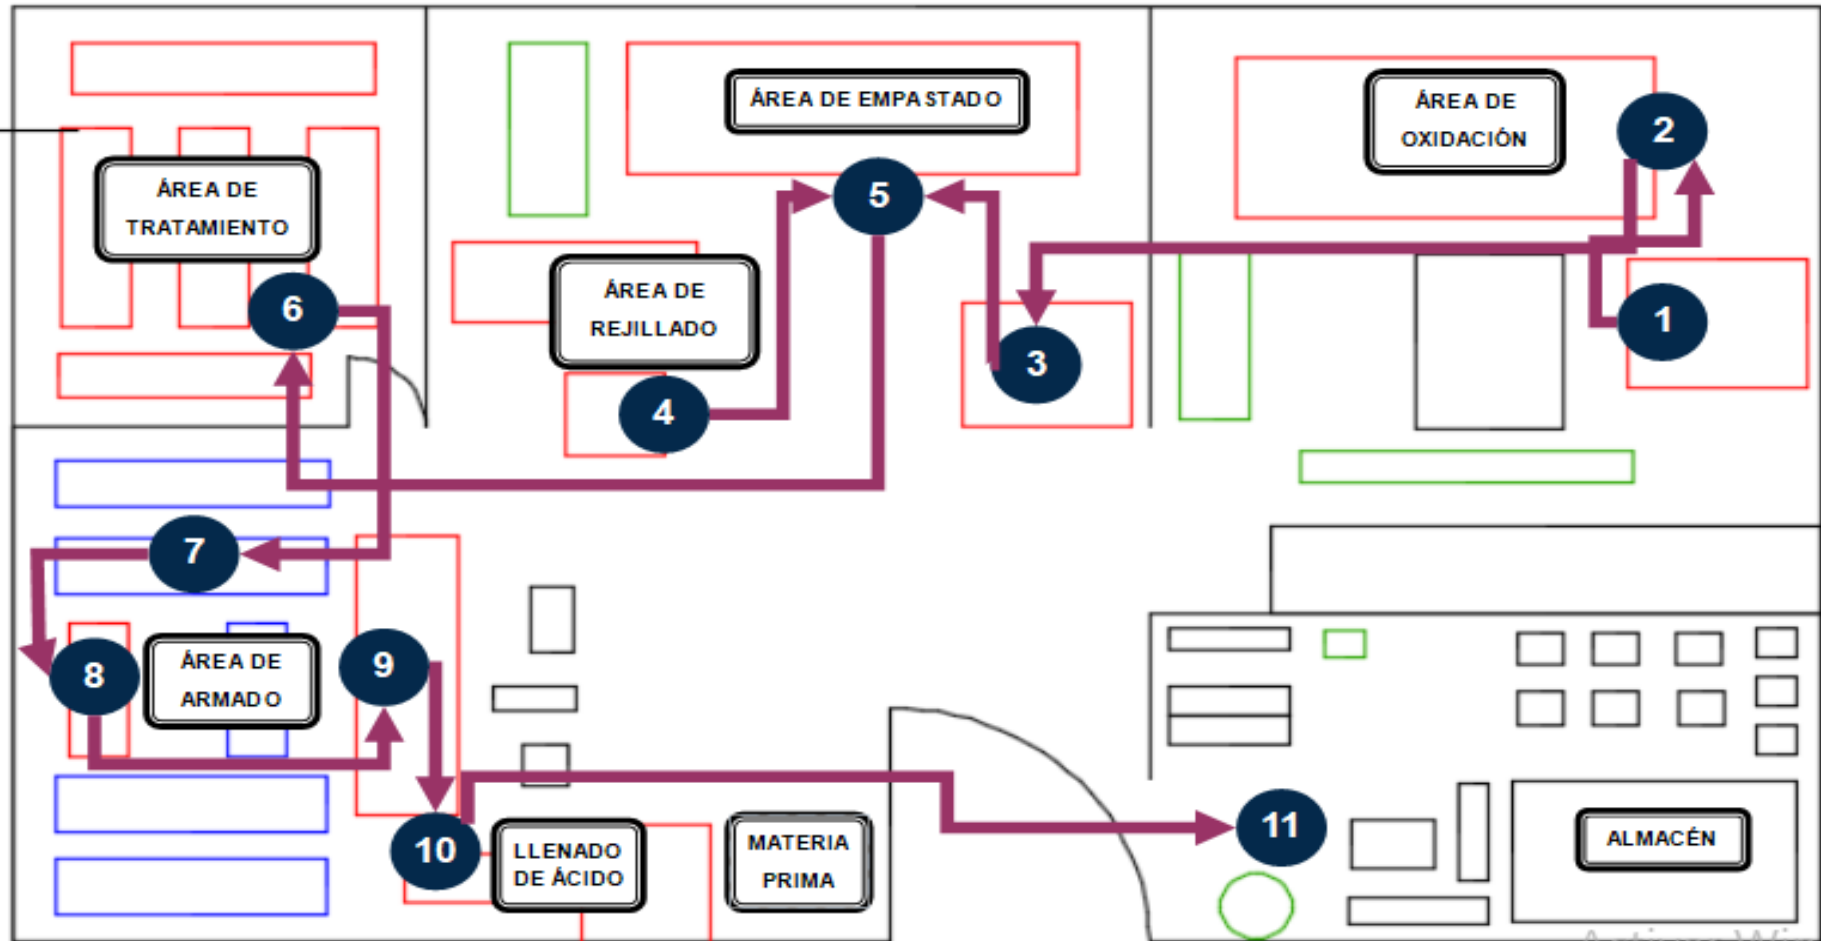 ÁREA DE EMPASTADO
ÁREA DE
OXIDACIÓN
2
ÁREA DE
TRATAMIENTO
5
6
ÁREA DE
REJILLADO
1
3
4
7
8
ÁREA DE
ARMADO
9
10
LLENADO
DE ÁCIDO
MATERIA
PRIMA
11
ALMACÉN